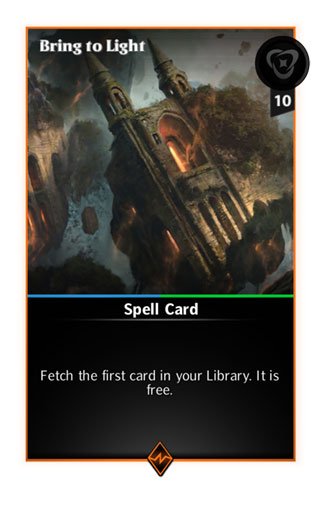 Bring to Light
10
Spell Card
Fetch the first card in your Library. It is
free.